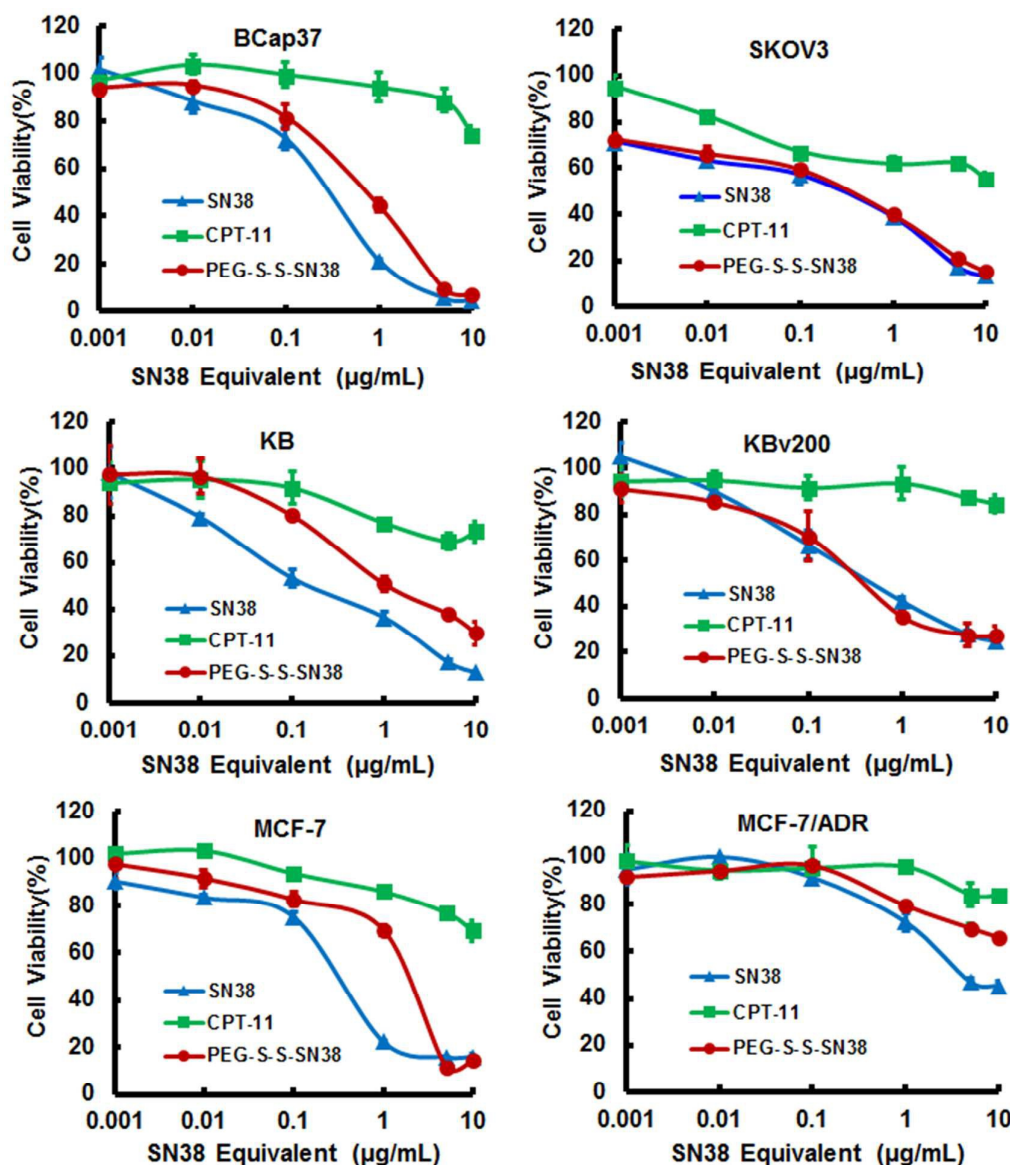 BCap37
Cell Viability(%)
120
100
80
60
40
20
0
SN38
CPT-11
PEG-S-S-SN38
0.001 0.01 0.1 1 10
SN38 Equivalent (µg/mL)
SKOV3
Cell Viability(%)
120
100
80
60
40
20
0
SN38
CPT-11
PEG-S-S-SN38
0.001 0.01 0.1 1 10
SN38 Equivalent (µg/mL)
KB
Cell Viability(%)
120
100
80
60
40
20
0
SN38
CPT-11
PEG-S-S-SN38
0.001 0.01 0.1 1 10
SN38 Equivalent (µg/mL)
KBv200
Cell Viability(%)
120
100
80
60
40
20
0
SN38
CPT-11
PEG-S-S-SN38
0.001 0.01 0.1 1 10
SN38 Equivalent (µg/mL)
MCF-7
Cell Viability(%)
120
100
80
60
40
20
0
SN38
CPT-11
PEG-S-S-SN38
0.001 0.01 0.1 1 10
SN38 Equivalent (µg/mL)
MCF-7/ADR
Cell Viability(%)
120
100
80
60
40
20
0
SN38
CPT-11
PEG-S-S-SN38
0.001 0.01 0.1 1 10
SN38 Equivalent (µg/mL)